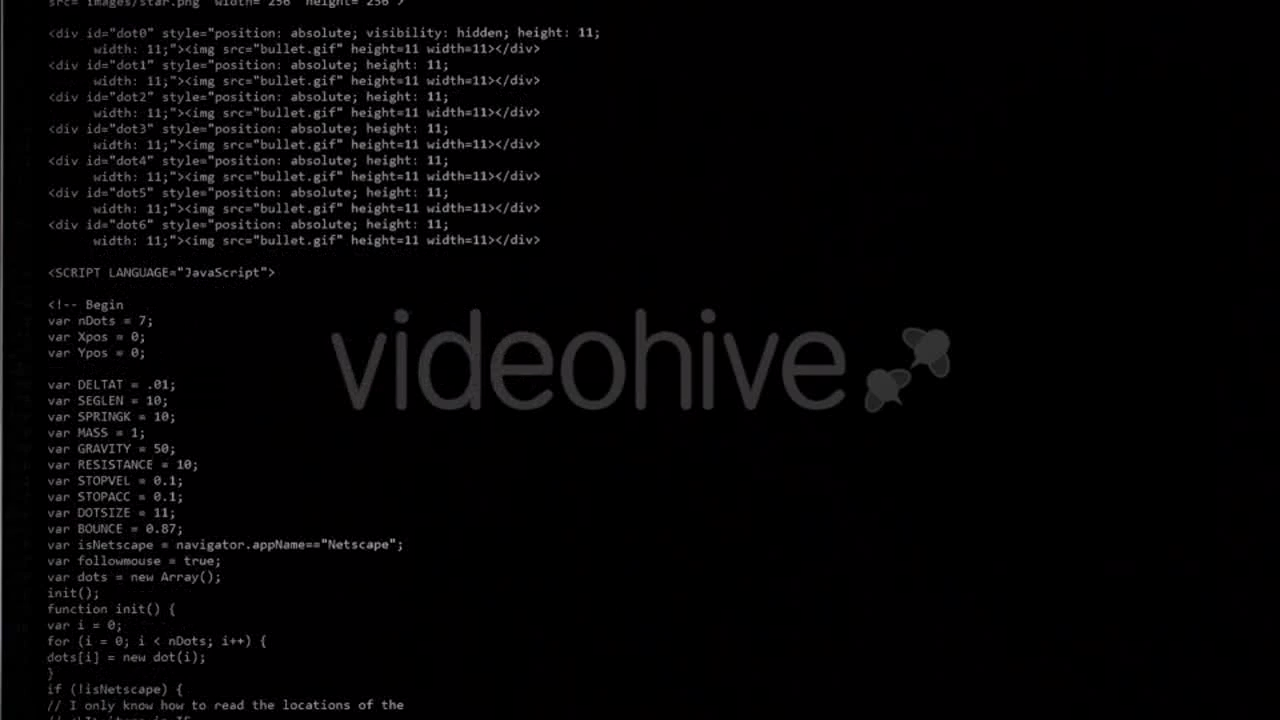 src="images/star.png" width="256" height="256">
<div id="dot0" style="position: absolute; visibility: hidden; height: 11;
width: 11;"><img src="bullet.gif" height=11 width=11></div>
<div id="dot1" style="position: absolute; height: 11;
width: 11;"><img src="bullet.gif" height=11 width=11></div>
<div id="dot2" style="position: absolute; height: 11;
width: 11;"><img src="bullet.gif" height=11 width=11></div>
<div id="dot3" style="position: absolute; height: 11;
width: 11;"><img src="bullet.gif" height=11 width=11></div>
<div id="dot4" style="position: absolute; height: 11;
width: 11;"><img src="bullet.gif" height=11 width=11></div>
<div id="dot5" style="position: absolute; height: 11;
width: 11;"><img src="bullet.gif" height=11 width=11></div>
<div id="dot6" style="position: absolute; height: 11;
width: 11;"><img src="bullet.gif" height=11 width=11></div>
<SCRIPT LANGUAGE="JavaScript">
<!-- Begin
var nDots = 7;
var Xpos = 0;
var Ypos = 0;
videohive
var DELTAT = .01;
var SEGLEN = 10;
var SPRINGK = 10;
var MASS = 1;
var GRAVITY = 50;
var RESISTANCE = 10;
var STOPVEL = 0.1;
var STOPACC = 0.1;
var DOTSIZE = 11;
var BOUNCE = 0.87;
var isNetscape = navigator.appName=="Netscape";
var followmouse = true;
var dots = new Array();
init();
function init() {
var i = 0;
for (i = 0; i < nDots; i++) {
dots[i] = new dot(i);
}
if (!isNetscape) {
// I only know how to read the locations of the